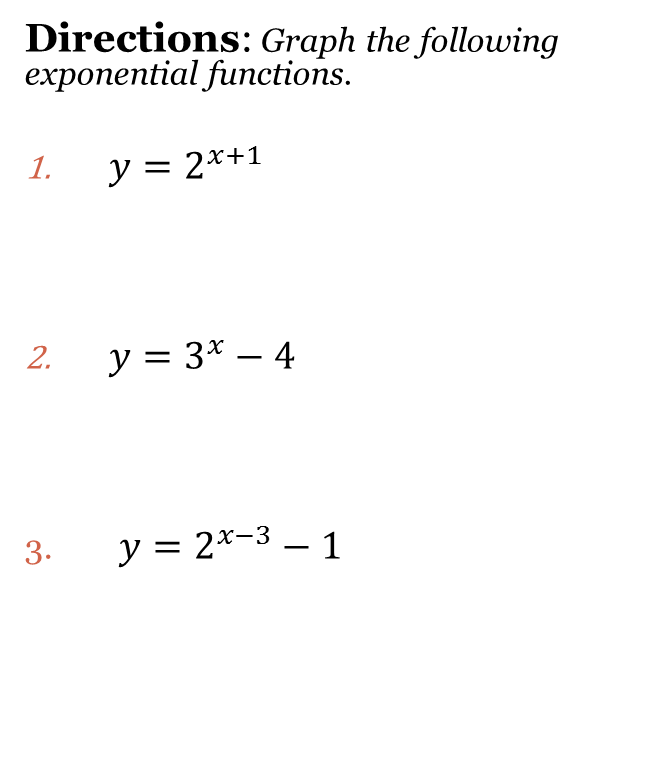 Directions: Graph the following
exponential functions.
1. y = 2^{x+1}
2. y = 3^{x} − 4
3. y = 2^{x−3} − 1